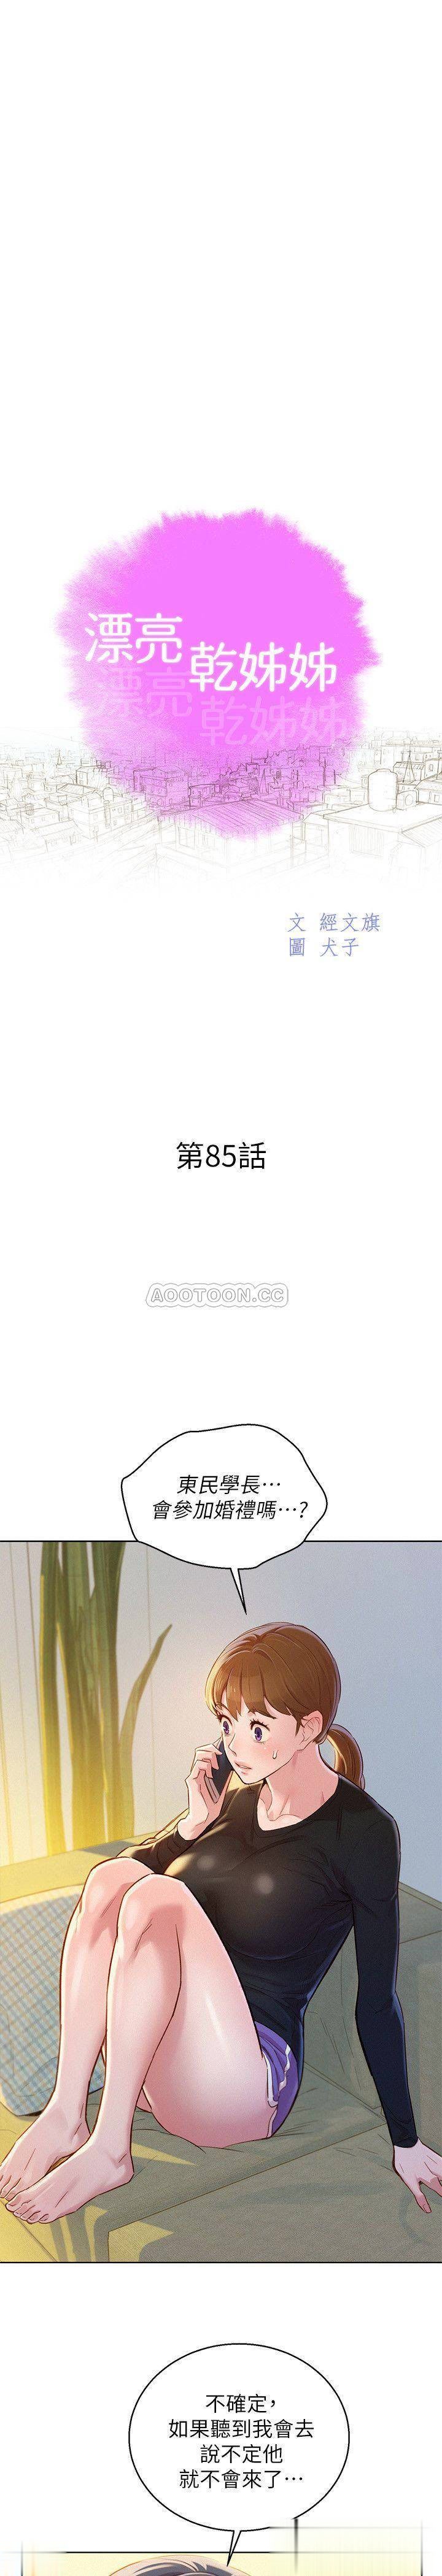 漂亮
乾姊姊
漂亮
乾姊姊
文 經文旗
圖 犬子
第85話
AOOTOON.CC
東民學長⋯
會參加婚禮嗎⋯?
不確定，
如果聽到我會去
說不定他
就不會來了⋯